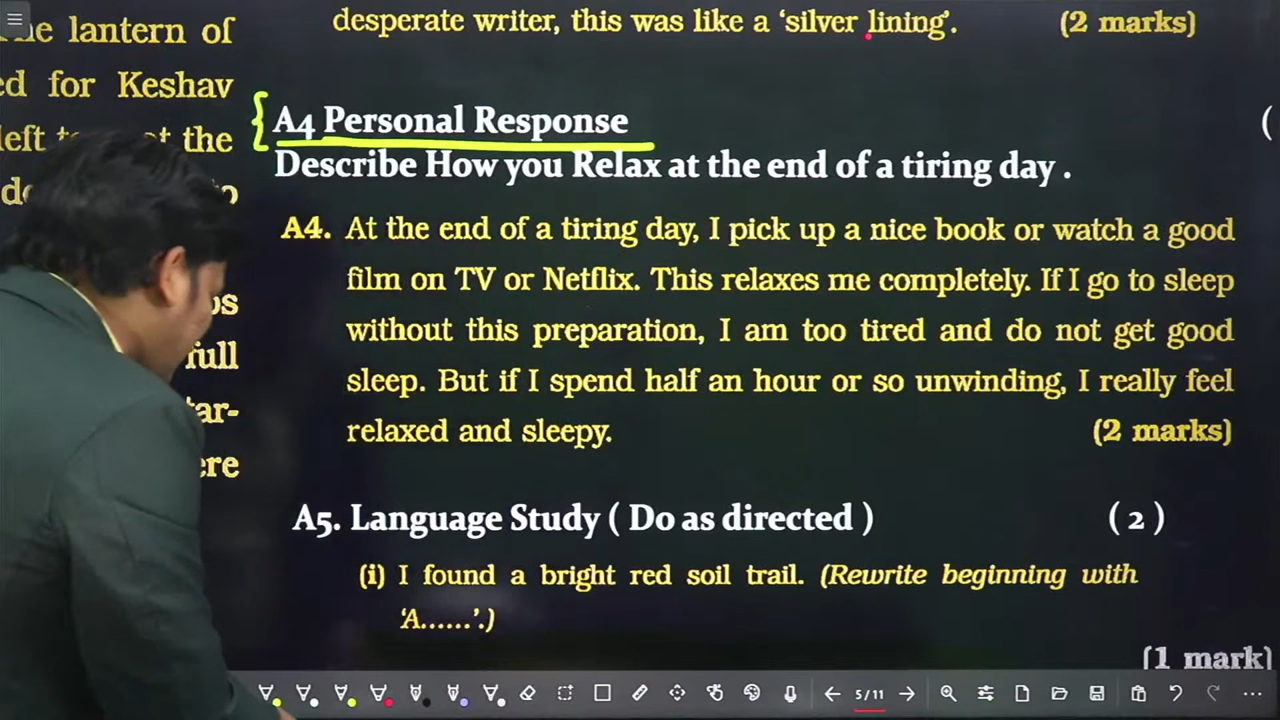 lantern of
for Keshav
the
full
desperate writer, this was like a ‘silver lining’. (2 marks)
A4 Personal Response
Describe How you Relax at the end of a tiring day .
A4. At the end of a tiring day, I pick up a nice book or watch a good
film on TV or Netflix. This relaxes me completely. If I go to sleep
without this preparation, I am too tired and do not get good
sleep. But if I spend half an hour or so unwinding, I really feel
relaxed and sleepy. (2 marks)
A5. Language Study ( Do as directed ) ( 2 )
(i) I found a bright red soil trail. (Rewrite beginning with
‘A......’.)
[1 mark]
5/11